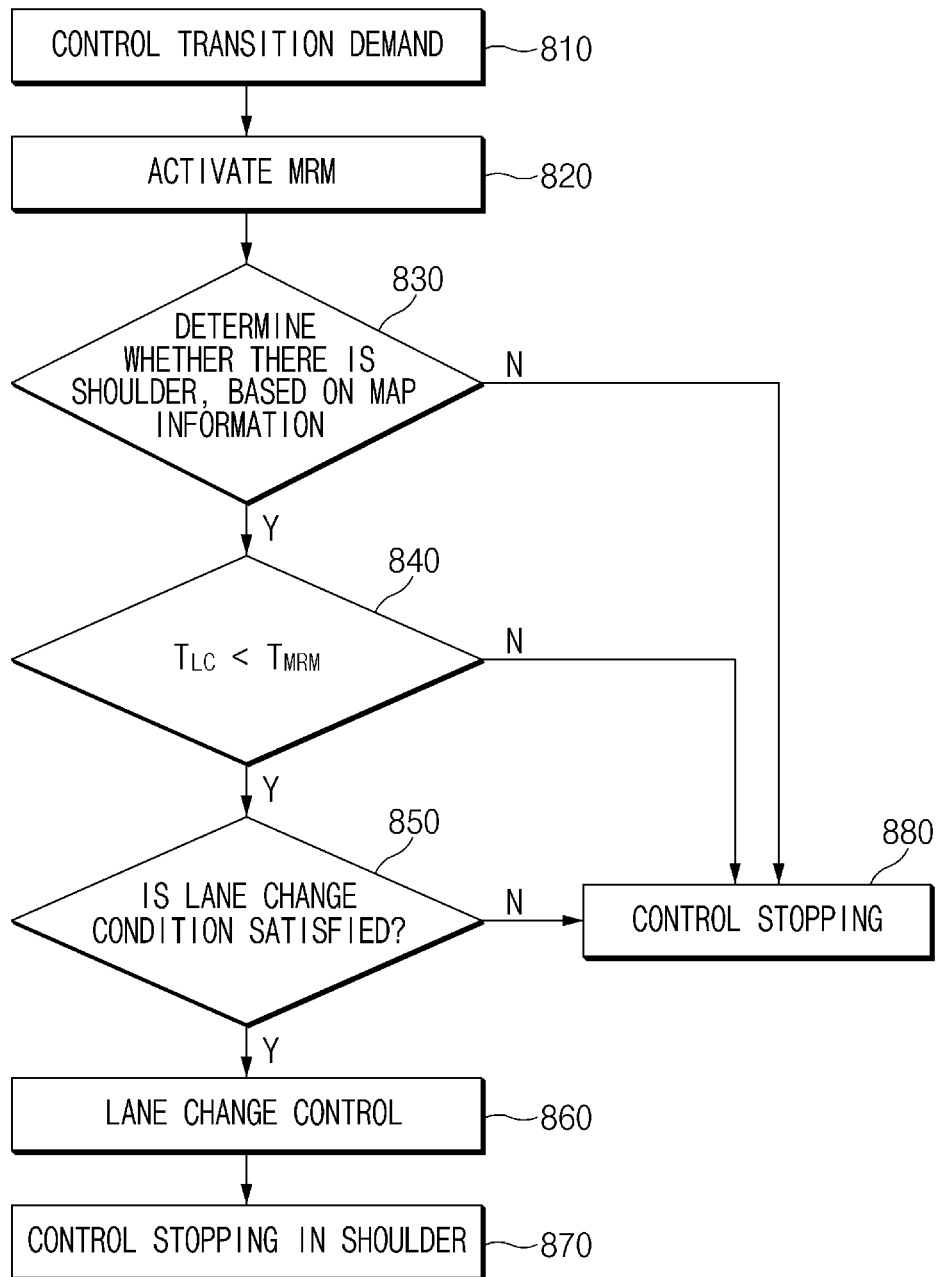 CONTROL TRANSITION DEMAND
810
ACTIVATE MRM
820
830
DETERMINE
WHETHER THERE IS
SHOULDER, BASED ON MAP
INFORMATION
N
Y
840
TLC < TMRM
N
Y
850
IS LANE CHANGE
CONDITION SATISFIED?
N
880
CONTROL STOPPING
Y
LANE CHANGE CONTROL
860
CONTROL STOPPING IN SHOULDER
870